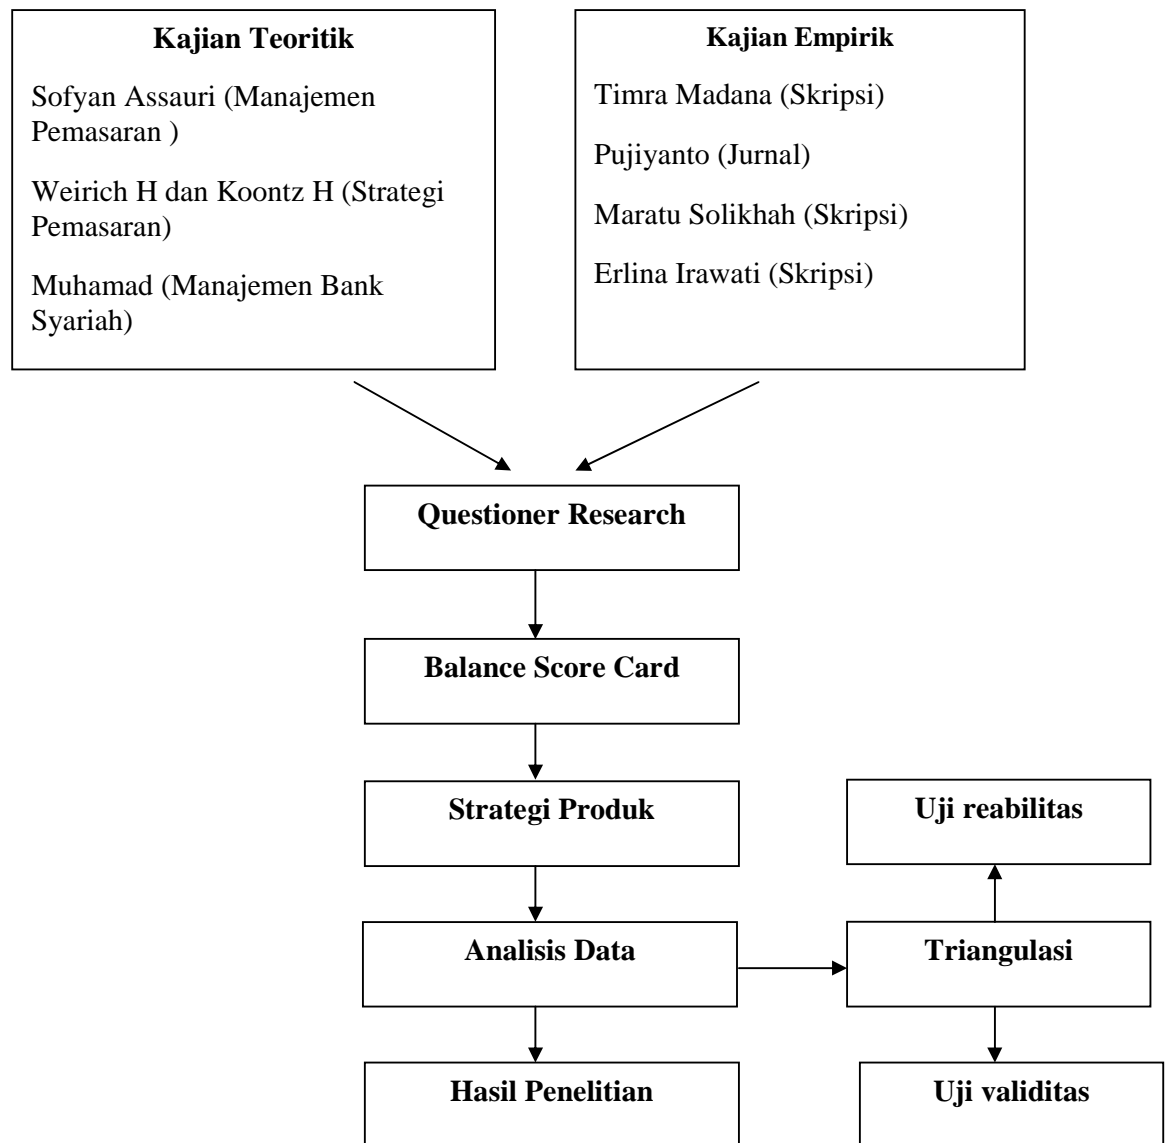 Kajian Teoritik
Sofyan Assauri (Manajemen
Pemasaran )
Weirich H dan Koontz H (Strategi
Pemasaran)
Muhamad (Manajemen Bank
Syariah)
Kajian Empirik
Timra Madana (Skripsi)
Pujiyanto (Jurnal)
Maratu Solikhah (Skripsi)
Erlina Irawati (Skripsi)
Questioner Research
Balance Score Card
Strategi Produk
Uji reabilitas
Analisis Data
Triangulasi
Hasil Penelitian
Uji validitas